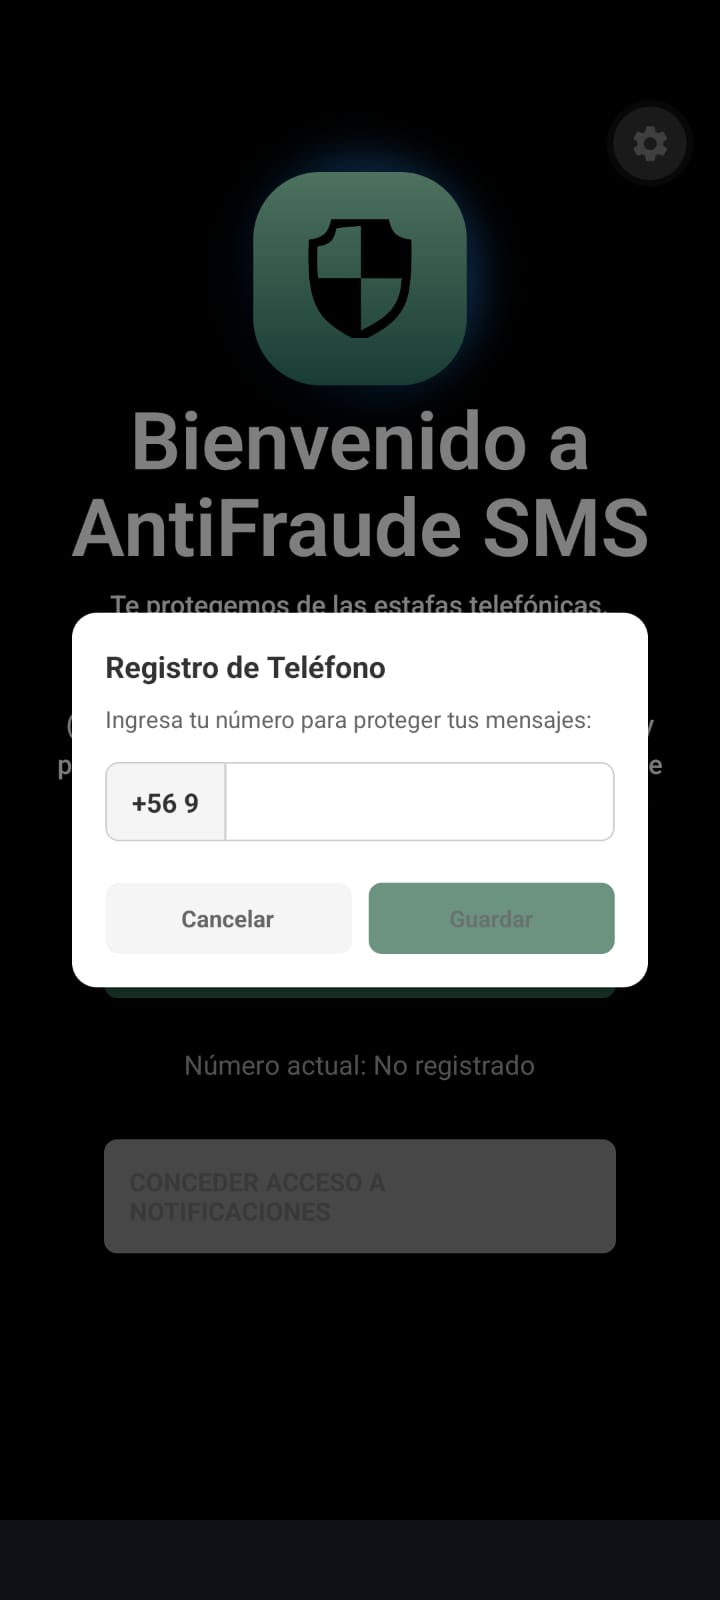 Bienvenido a
AntiFraude SMS
Te protegemos de las estafas telefónicas.
Registro de Teléfono
Ingresa tu número para proteger tus mensajes:
+56 9
Cancelar
Guardar
Número actual: No registrado
CONCEDER ACCESO A
NOTIFICACIONES